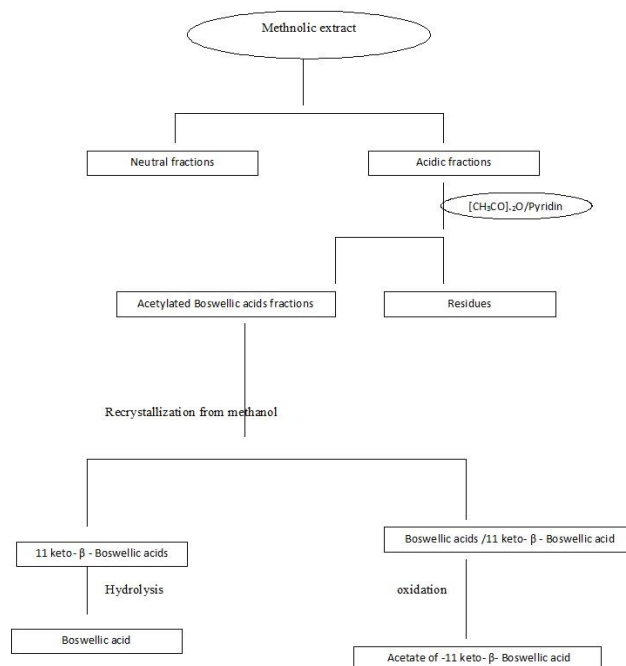 Methnolic extract
Neutral fractions
Acidic fractions
[CH₃CO].₂O/Pyridin
Acetylated Boswellic acids fractions
Residues
Recrystallization from methanol
11 keto- β - Boswellic acids
Boswellic acids /11 keto- β - Boswellic acid
Hydrolysis
oxidation
Boswellic acid
Acetate of -11 keto-β- Boswellic acid